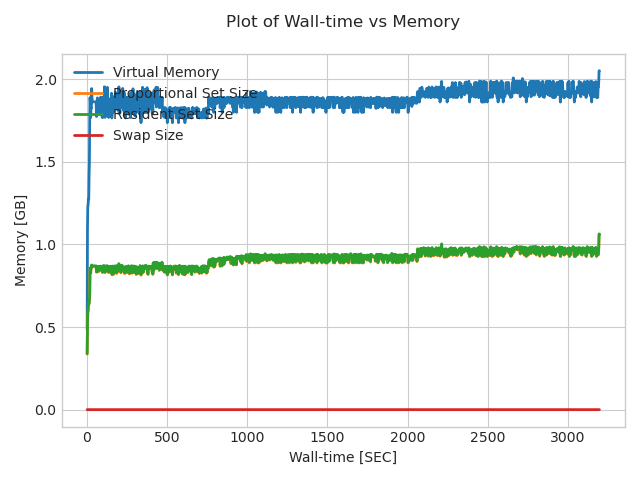 Plot of Wall-time vs Memory
Virtual Memory
Proportional Set Size
Resident Set Size
Swap Size
Memory [GB]
2.0
1.5
1.0
0.5
0.0
0 500 1000 1500 2000 2500 3000
Wall-time [SEC]